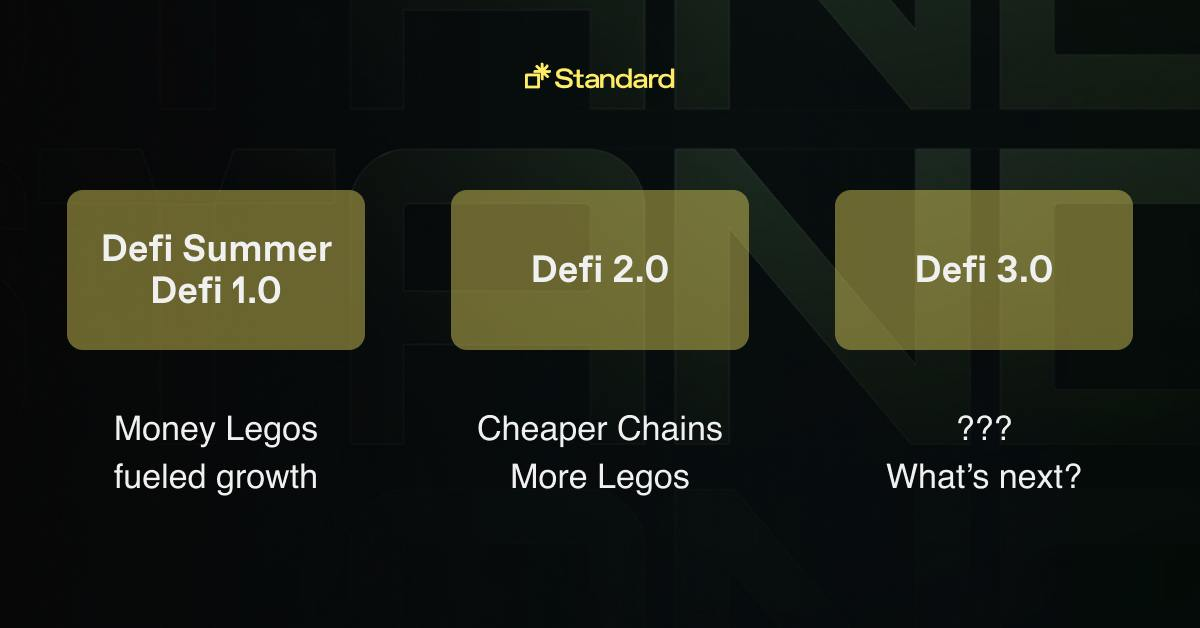 Standard
Defi Summer
Defi 1.0
Defi 2.0
Defi 3.0
Money Legos
fueled growth
Cheaper Chains
More Legos
???
What’s next?